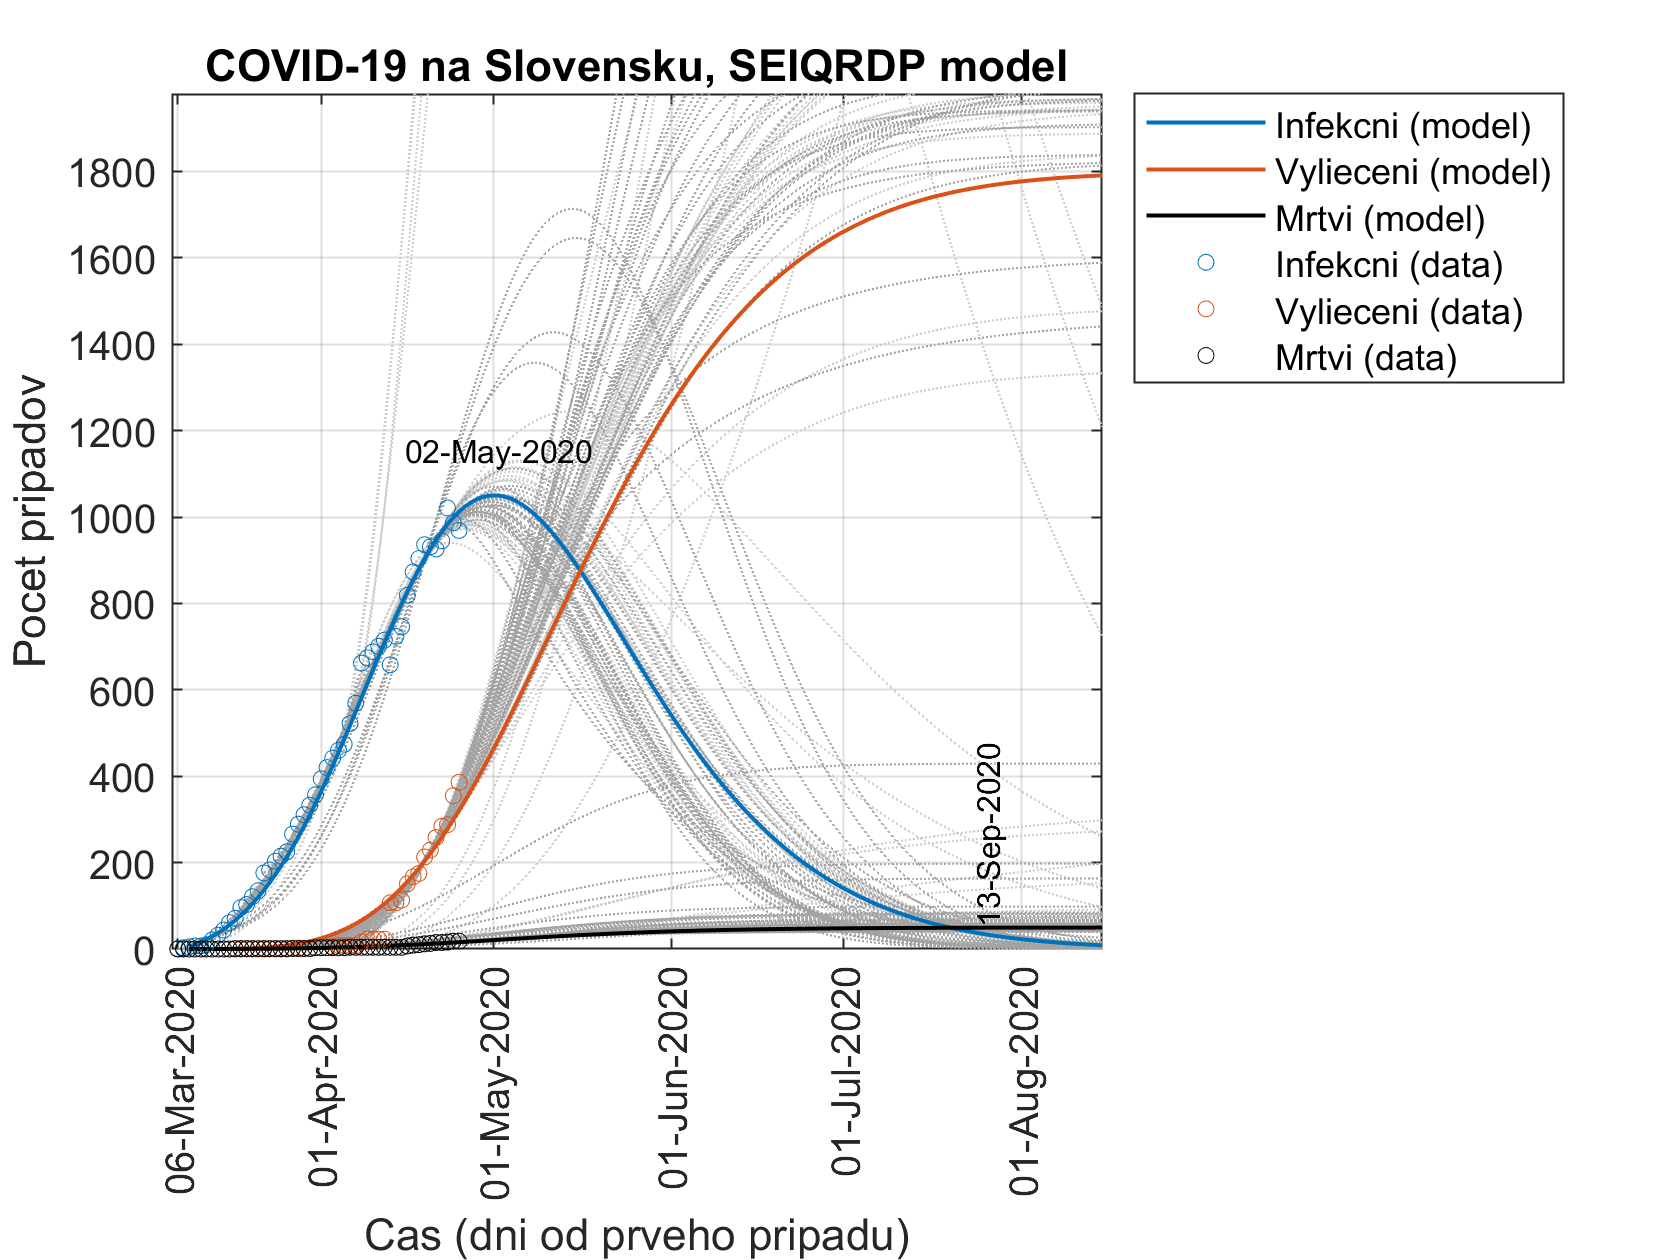 COVID-19 na Slovensku, SEIQRDP model
Infekcni (model)
Vylieceni (model)
Mrtvi (model)
Infekcni (data)
Vylieceni (data)
Mrtvi (data)
Pocet pripadov
1800
1600
1400
1200
1000
800
600
400
200
0
02-May-2020
13-Sep-2020
06-Mar-2020
01-Apr-2020
01-May-2020
01-Jun-2020
01-Jul-2020
01-Aug-2020
Cas (dni od prveho pripadu)